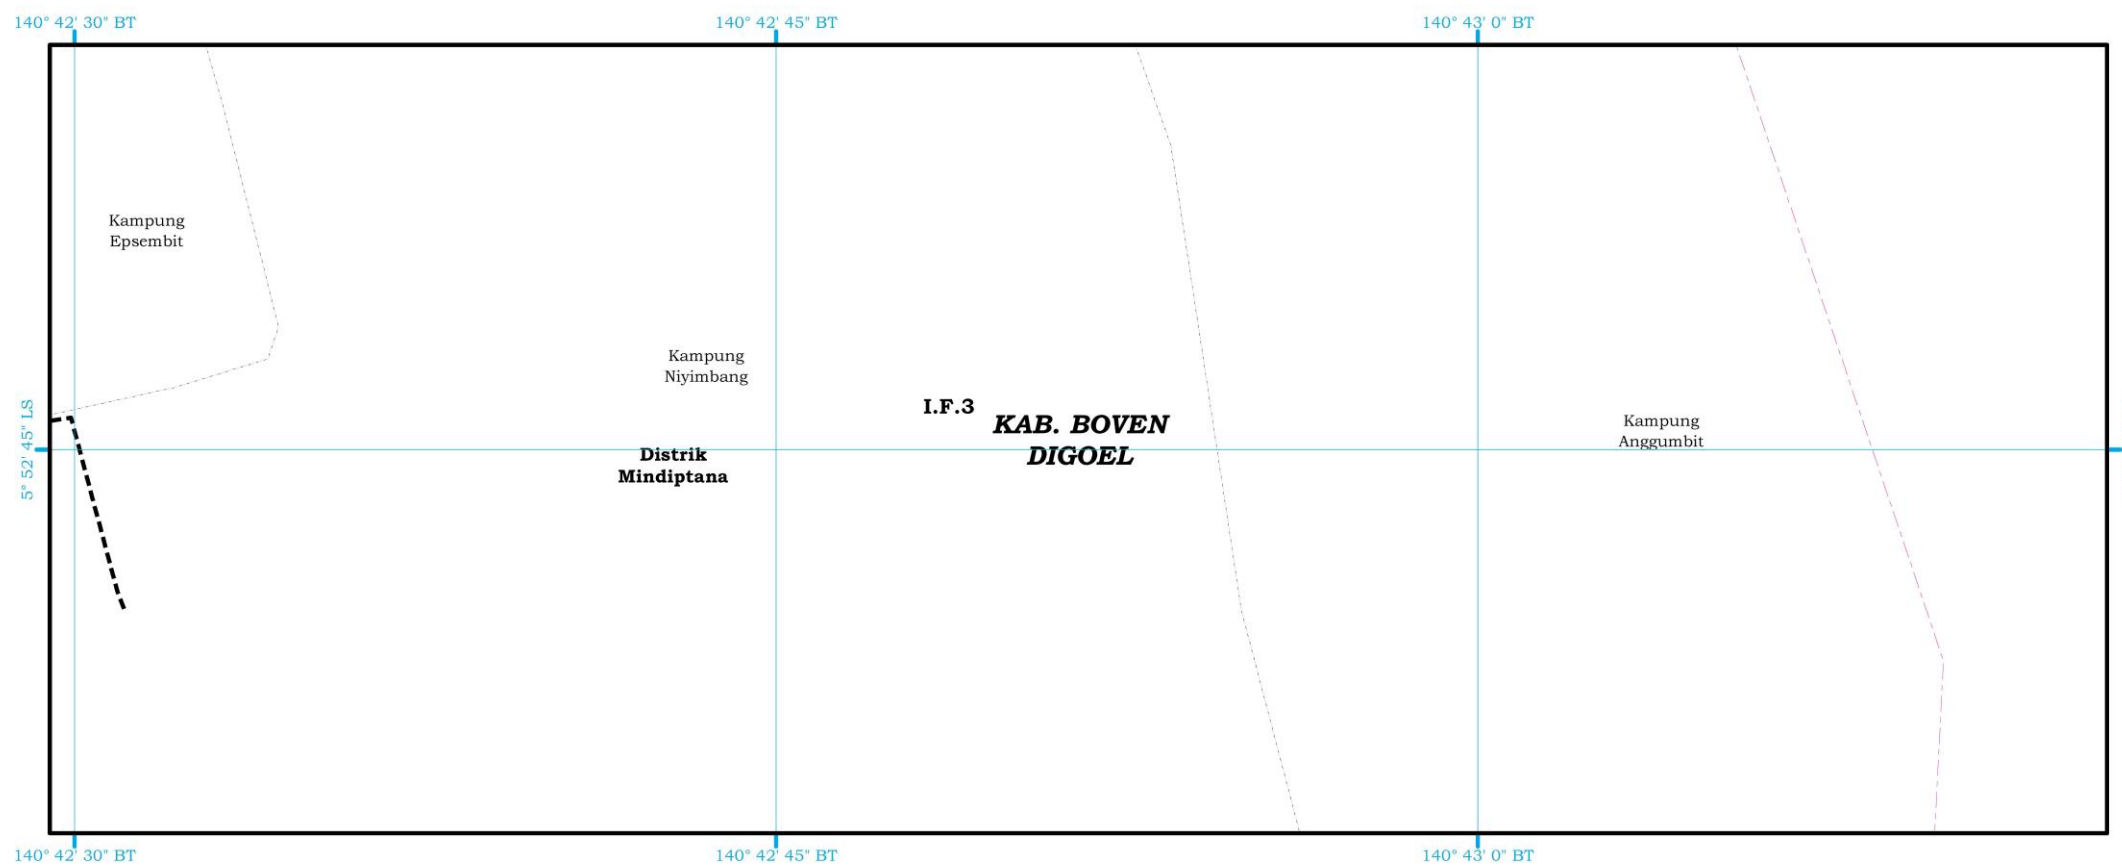 140° 42' 30" BT
140° 42' 45" BT
140° 43' 0" BT
Kampung
Epsembit
Kampung
Niyimbang
I.F.3
KAB. BOVEN
DIGOEL
Kampung
Anggumbit
5° 52' 45" LS
Distrik
Mindiptana
140° 42' 30" BT
140° 42' 45" BT
140° 43' 0" BT